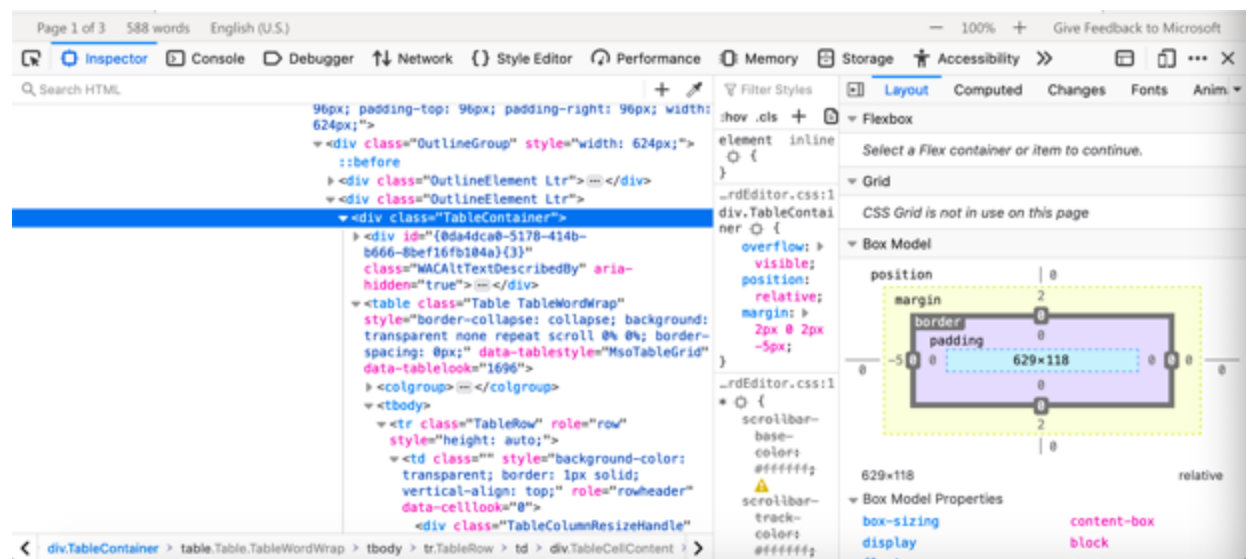 Page 1 of 3 588 words English (U.S.) 100% Give Feedback to Microsoft
Inspector Console Debugger Network {} Style Editor Performance Memory Storage Accessibility
Search HTML
96px; padding-top: 96px; padding-right: 96px; width:
624px;">
<div class="OutlineGroup" style="width: 624px;">
::before
<div class="OutlineElement Ltr">⋯</div>
<div class="OutlineElement Ltr">
<div class="TableContainer">
<div id="{0da4dca0-5178-414b-
b666-8bef16fb104a}{3}"
class="WACAltTextDescribedBy" aria-
hidden="true">⋯</div>
<table class="Table TableWordWrap"
style="border-collapse: collapse; background:
transparent none repeat scroll 0% 0%; border-
spacing: 0px;" data-tablestyle="MsoTableGrid"
data-tablelook="1696">
<colgroup>⋯</colgroup>
<tbody>
<tr class="TableRow" role="row"
style="height: auto;">
<td class="" style="background-color:
transparent; border: 1px solid;
vertical-align: top;" role="rowheader"
data-celllook="0">
<div class="TableColumnResizeHandle"
div.TableContainer > table.Table.TableWordWrap > tbody > tr.TableRow > td > div.TableCellContent >
Filter Styles
:hov .cls +
element inline
{
}
…rdEditor.css:1
div.TableContai
ner {
overflow:
visible;
position:
relative;
margin:
2px 0 2px
-5px;
}
…rdEditor.css:1
* {
scrollbar-
base-
color:
#ffffff;
scrollbar-
track-
color:
#ffffff;
Layout Computed Changes Fonts Anim
Flexbox
Select a Flex container or item to continue.
Grid
CSS Grid is not in use on this page
Box Model
position 0
margin 2
border 0
padding 0
0 -5 0 0 629×118 0 0 0 0
0
0
2
0
629×118 relative
Box Model Properties
box-sizing content-box
display block